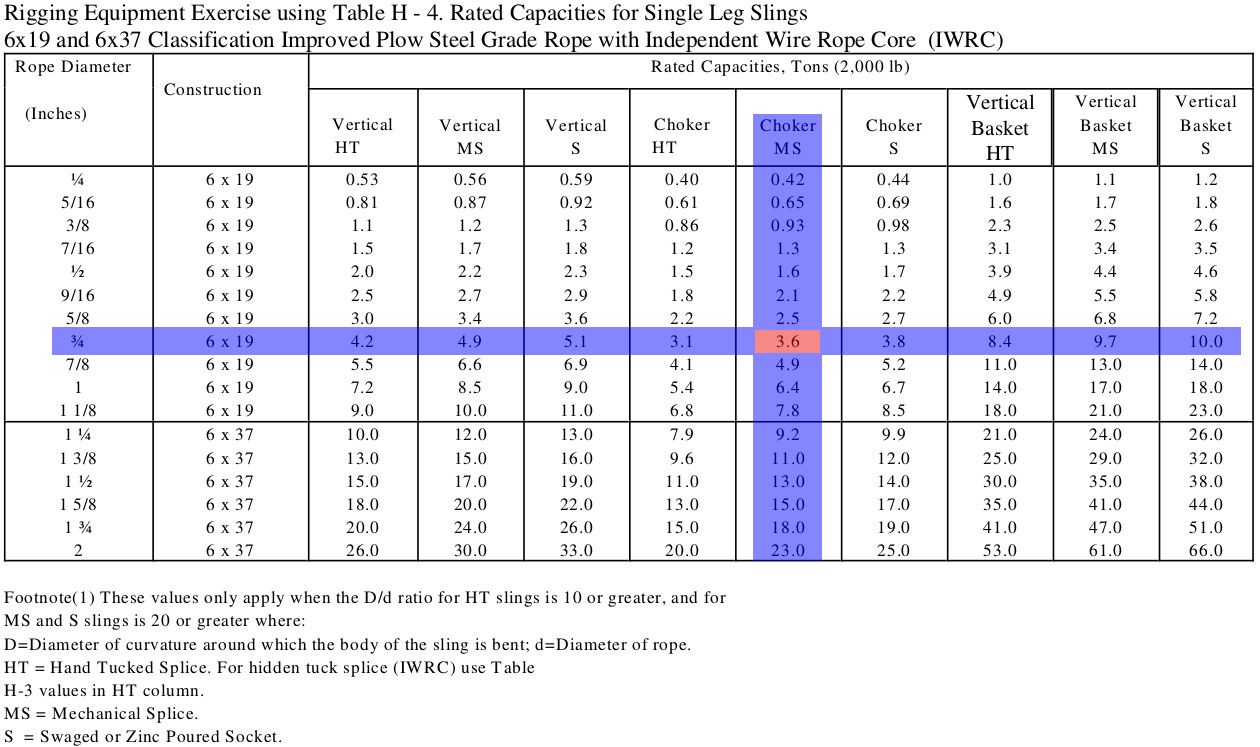 Rigging Equipment Exercise using Table H - 4. Rated Capacities for Single Leg Slings
6x19 and 6x37 Classification Improved Plow Steel Grade Rope with Independent Wire Rope Core (IWRC)
Rope Diameter
(Inches)
Construction
Rated Capacities, Tons (2,000 lb)
Vertical
HT
Vertical
MS
Vertical
S
Choker
HT
Choker
MS
Choker
S
Vertical
Basket
HT
Vertical
Basket
MS
Vertical
Basket
S
¼ 6 x 19 0.53 0.56 0.59 0.40 0.42 0.44 1.0 1.1 1.2
5/16 6 x 19 0.81 0.87 0.92 0.61 0.65 0.69 1.6 1.7 1.8
3/8 6 x 19 1.1 1.2 1.3 0.86 0.93 0.98 2.3 2.5 2.6
7/16 6 x 19 1.5 1.7 1.8 1.2 1.3 1.3 3.1 3.4 3.5
½ 6 x 19 2.0 2.2 2.3 1.5 1.6 1.7 3.9 4.4 4.6
9/16 6 x 19 2.5 2.7 2.9 1.8 2.1 2.2 4.9 5.5 5.8
5/8 6 x 19 3.0 3.4 3.6 2.2 2.5 2.7 6.0 6.8 7.2
¾ 6 x 19 4.2 4.9 5.1 3.1 3.6 3.8 8.4 9.7 10.0
7/8 6 x 19 5.5 6.6 6.9 4.1 4.9 5.2 11.0 13.0 14.0
1 6 x 19 7.2 8.5 9.0 5.4 6.4 6.7 14.0 17.0 18.0
1 1/8 6 x 19 9.0 10.0 11.0 6.8 7.8 8.5 18.0 21.0 23.0
1 ¼ 6 x 37 10.0 12.0 13.0 7.9 9.2 9.9 21.0 24.0 26.0
1 3/8 6 x 37 13.0 15.0 16.0 9.6 11.0 12.0 25.0 29.0 32.0
1 ½ 6 x 37 15.0 17.0 19.0 11.0 13.0 14.0 30.0 35.0 38.0
1 5/8 6 x 37 18.0 20.0 22.0 13.0 15.0 17.0 35.0 41.0 44.0
1 ¾ 6 x 37 20.0 24.0 26.0 15.0 18.0 19.0 41.0 47.0 51.0
2 6 x 37 26.0 30.0 33.0 20.0 23.0 25.0 53.0 61.0 66.0
Footnote(1) These values only apply when the D/d ratio for HT slings is 10 or greater, and for
MS and S slings is 20 or greater where:
D=Diameter of curvature around which the body of the sling is bent; d=Diameter of rope.
HT = Hand Tucked Splice. For hidden tuck splice (IWRC) use Table
H-3 values in HT column.
MS = Mechanical Splice.
S = Swaged or Zinc Poured Socket.